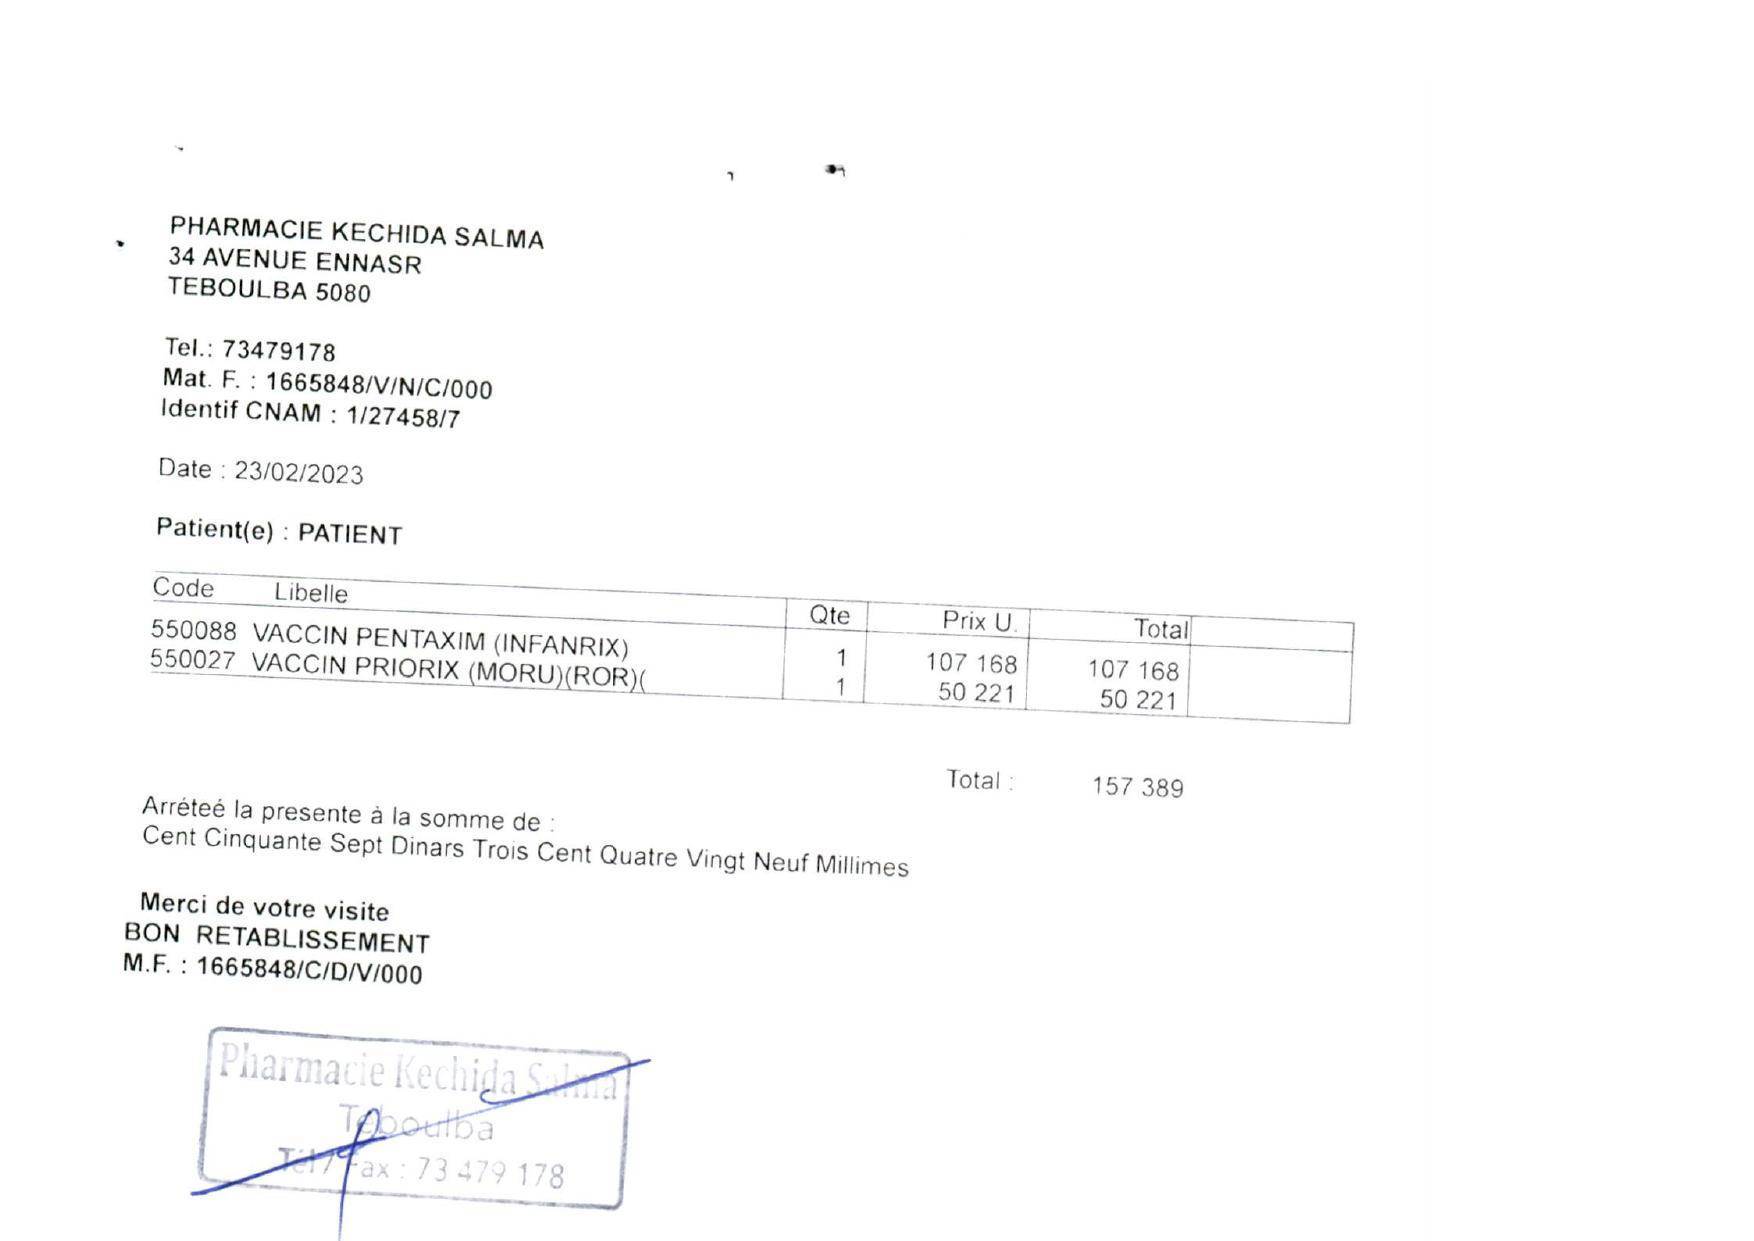 PHARMACIE KECHIDA SALMA
34 AVENUE ENNASR
TEBOULBA 5080
Tel.: 73479178
Mat. F. : 1665848/V/N/C/000
Identif CNAM : 1/27458/7
Date : 23/02/2023
Patient(e) : PATIENT
Code Libelle Qte Prix U. Total
550088 VACCIN PENTAXIM (INFANRIX) 1 107 168 107 168
550027 VACCIN PRIORIX (MORU)(ROR)( 1 50 221 50 221
Total : 157 389
Arréteé la presente à la somme de :
Cent Cinquante Sept Dinars Trois Cent Quatre Vingt Neuf Millimes
Merci de votre visite
BON RETABLISSEMENT
M.F. : 1665848/C/D/V/000
Pharmacie Kechida Salma
Teboulba
Tél / Fax : 73 479 178